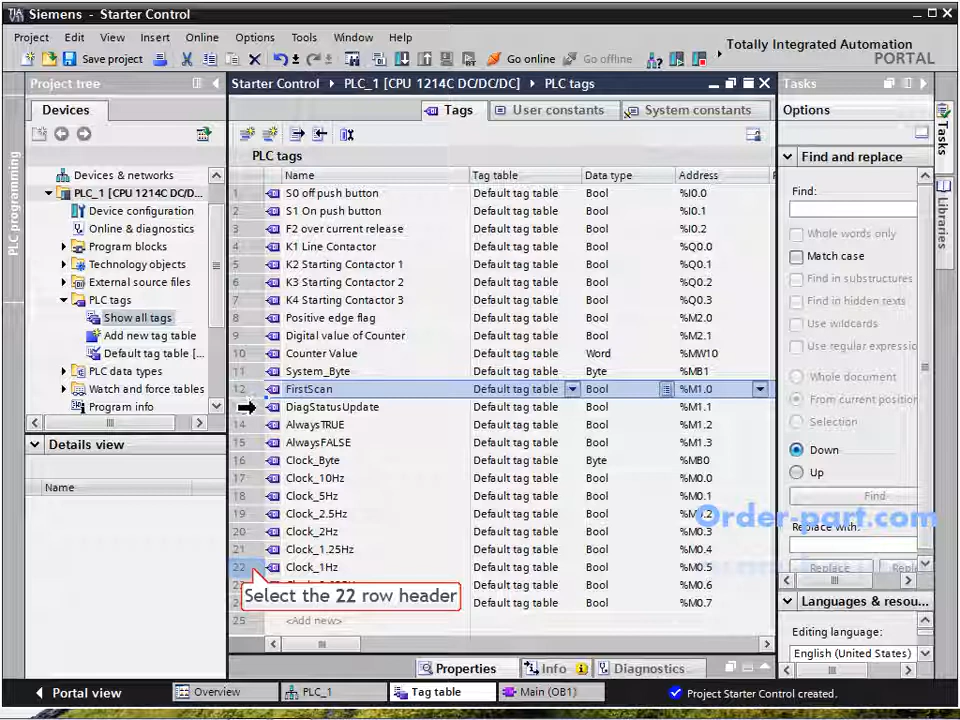 Siemens - Starter Control
Project Edit View Insert Online Options Tools Window Help
Totally Integrated Automation
PORTAL
Save project
Go online
Go offline
Project tree
Starter Control PLC_1 [CPU 1214C DC/DC/DC] PLC tags
Tasks
Devices
Tags User constants System constants
Options
PLC programming
Tasks
Libraries
Devices & networks
PLC_1 [CPU 1214C DC/D...
Device configuration
Online & diagnostics
Program blocks
Technology objects
External source files
PLC tags
Show all tags
Add new tag table
Default tag table [...
PLC data types
Watch and force tables
Program info
Details view
Name
PLC tags
Name Tag table Data type Address
1 S0 off push button Default tag table Bool %I0.0
2 S1 On push button Default tag table Bool %I0.1
3 F2 over current release Default tag table Bool %I0.2
4 K1 Line Contactor Default tag table Bool %Q0.0
5 K2 Starting Contactor 1 Default tag table Bool %Q0.1
6 K3 Starting Contactor 2 Default tag table Bool %Q0.2
7 K4 Starting Contactor 3 Default tag table Bool %Q0.3
8 Positive edge flag Default tag table Bool %M2.0
9 Digital value of Counter Default tag table Bool %M2.1
10 Counter Value Default tag table Word %MW10
11 System_Byte Default tag table Byte %MB1
12 FirstScan Default tag table Bool %M1.0
DiagStatusUpdate Default tag table Bool %M1.1
14 AlwaysTRUE Default tag table Bool %M1.2
15 AlwaysFALSE Default tag table Bool %M1.3
16 Clock_Byte Default tag table Byte %MB0
17 Clock_10Hz Default tag table Bool %M0.0
18 Clock_5Hz Default tag table Bool %M0.1
19 Clock_2.5Hz Default tag table Bool %M0.2
20 Clock_2Hz Default tag table Bool %M0.3
21 Clock_1.25Hz Default tag table Bool %M0.4
22 Clock_1Hz Default tag table Bool %M0.5
Default tag table Bool %M0.6
Default tag table Bool %M0.7
25 <Add new>
Select the 22 row header
Find and replace
Find:
Whole words only
Match case
Find in substructures
Find in hidden texts
Use wildcards
Use regular expressio
Whole document
From current position
Selection
Down
Up
Find
Order-part.com
Replace with:
Replace Repl
Languages & resou...
Editing language:
English (United States)
Properties Info Diagnostics
Portal view Overview PLC_1 Tag table Main (OB1) Project Starter Control created.